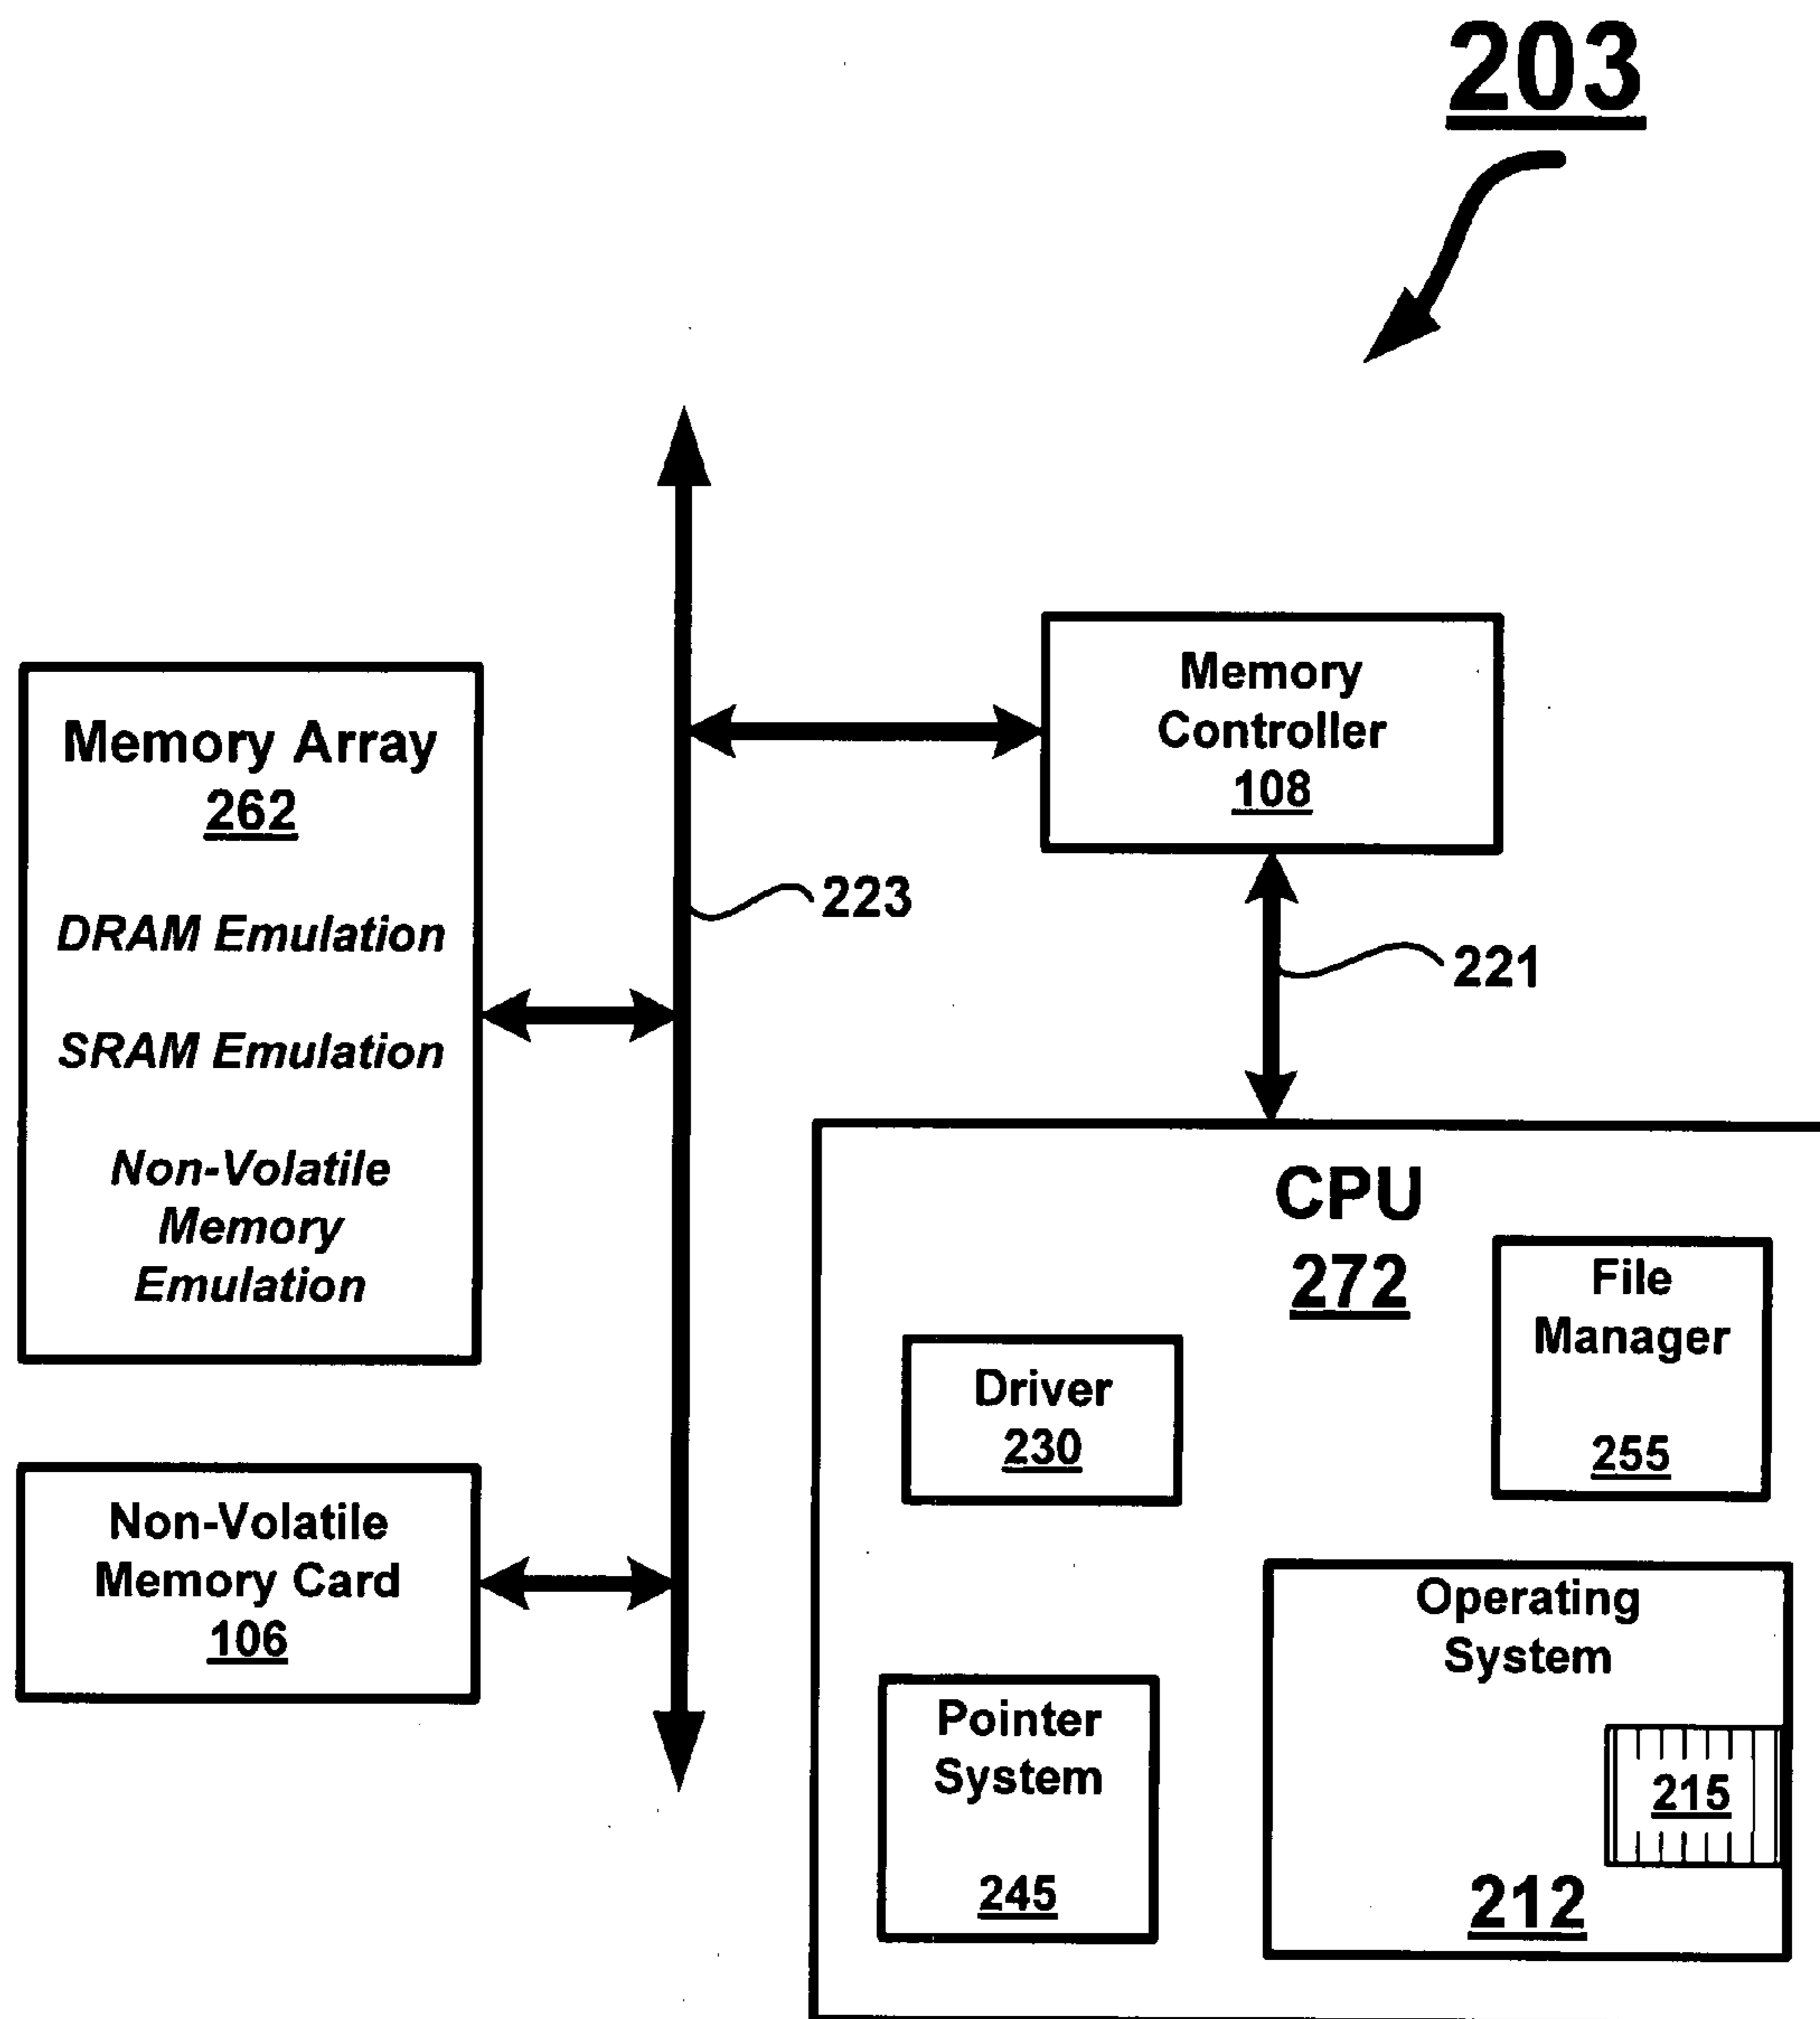 203
Memory Array
262
DRAM Emulation
SRAM Emulation
Non-Volatile
Memory
Emulation
Non-Volatile
Memory Card
106
223
Memory
Controller
108
221
CPU
272
File
Manager
255
Driver
230
Operating
System
215
212
Pointer
System
245